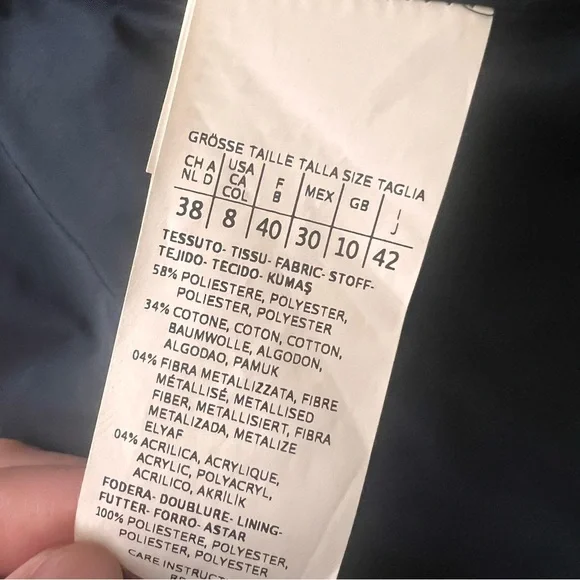 GRÖSSE TAILLE TALLA SIZE TAGLIA
CH A NL D | USA CA COL | F B | MEX | GB | I J
38 | 8 | 40 | 30 | 10 | 42
TESSUTO- TISSU- FABRIC- STOFF-
TEJIDO- TECIDO- KUMAŞ
58% POLIESTERE, POLYESTER,
POLIESTER, POLYESTER
34% COTONE, COTON, COTTON,
BAUMWOLLE, ALGODON,
ALGODAO, PAMUK
04% FIBRA METALLIZZATA, FIBRE
MÉTALLISÉ, METALLISED
FIBER, METALLISIERT, FIBRA
METALIZADA, METALIZE
ELYAF
04% ACRILICA, ACRYLIQUE,
ACRYLIC, POLYACRYL,
ACRILICO, AKRILIK
FODERA- DOUBLURE- LINING-
FUTTER- FORRO- ASTAR
100% POLIESTERE, POLYESTER,
POLIESTER, POLYESTER
CARE INSTRUCT